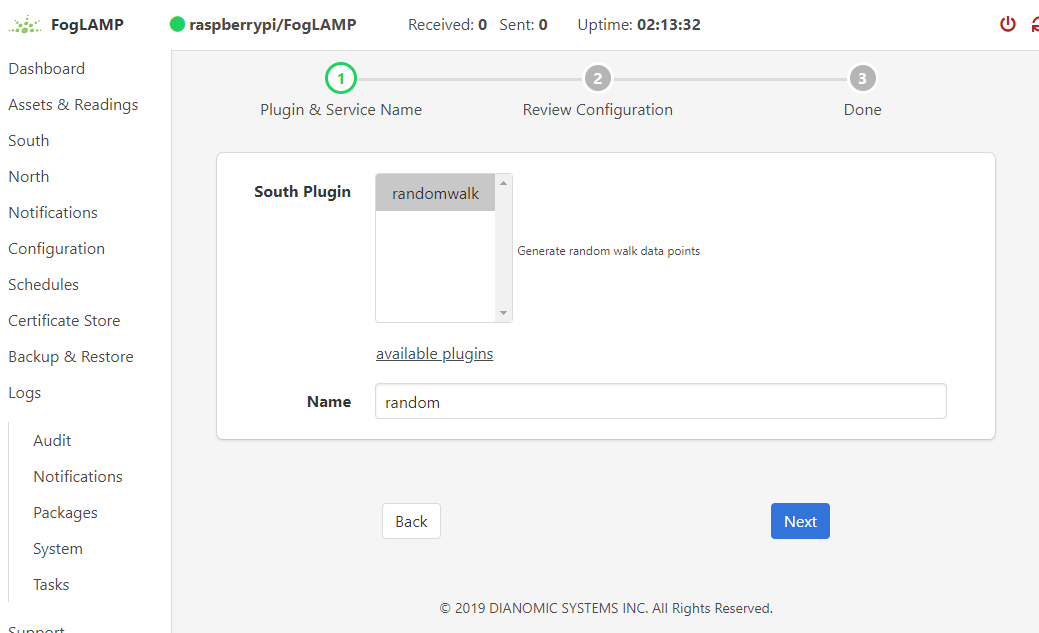 FogLAMP
raspberrypi/FogLAMP
Received: 0 Sent: 0 Uptime: 02:13:32
Dashboard
Assets & Readings
South
North
Notifications
Configuration
Schedules
Certificate Store
Backup & Restore
Logs
Audit
Notifications
Packages
System
Tasks
Support
1
Plugin & Service Name
2
Review Configuration
3
Done
South Plugin
randomwalk
Generate random walk data points
available plugins
Name
random
Back
Next
© 2019 DIANOMIC SYSTEMS INC. All Rights Reserved.